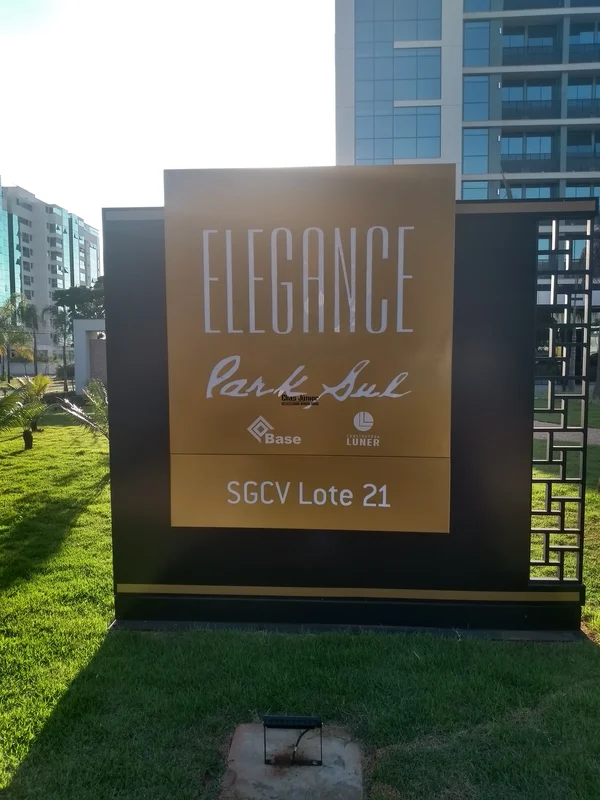 ELEGANCE
Park Sul
Base
LUNER
SGCV Lote 21